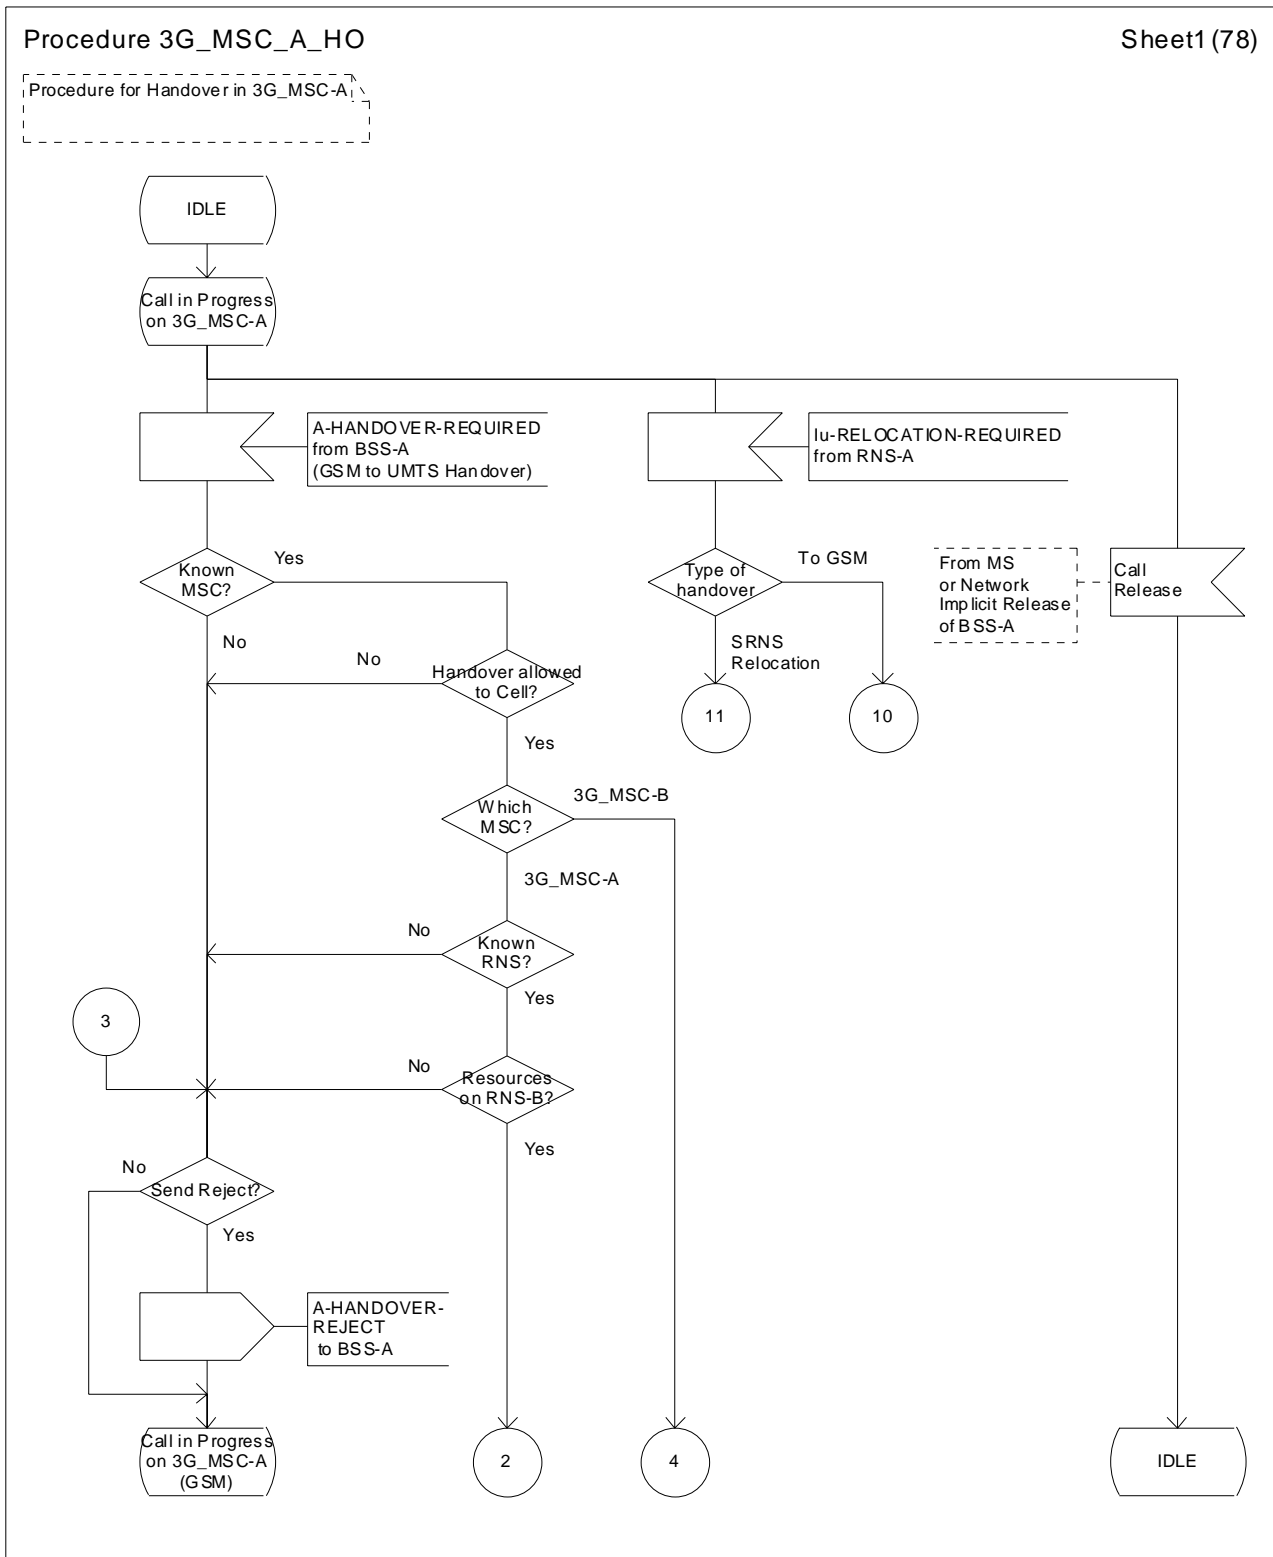 Procedure 3G_MSC_A_HO
Sheet1 (78)
Procedure for Handover in 3G_MSC-A
IDLE
Call in Progress
on 3G_MSC-A
A-HANDOVER-REQUIRED
from BSS-A
(GSM to UMTS Handover)
Iu-RELOCATION-REQUIRED
from RNS-A
Known
MSC?
Yes
No
Type of
handover
To GSM
SRNS
Relocation
From MS
or Network
Implicit Release
of BSS-A
Call
Release
No
Handover allowed
to Cell?
Yes
11
10
Which
MSC?
3G_MSC-B
3G_MSC-A
No
Known
RNS?
Yes
3
No
Resources
on RNS-B?
Yes
No
Send Reject?
Yes
A-HANDOVER-
REJECT
to BSS-A
Call in Progress
on 3G_MSC-A
(GSM)
2
4
IDLE